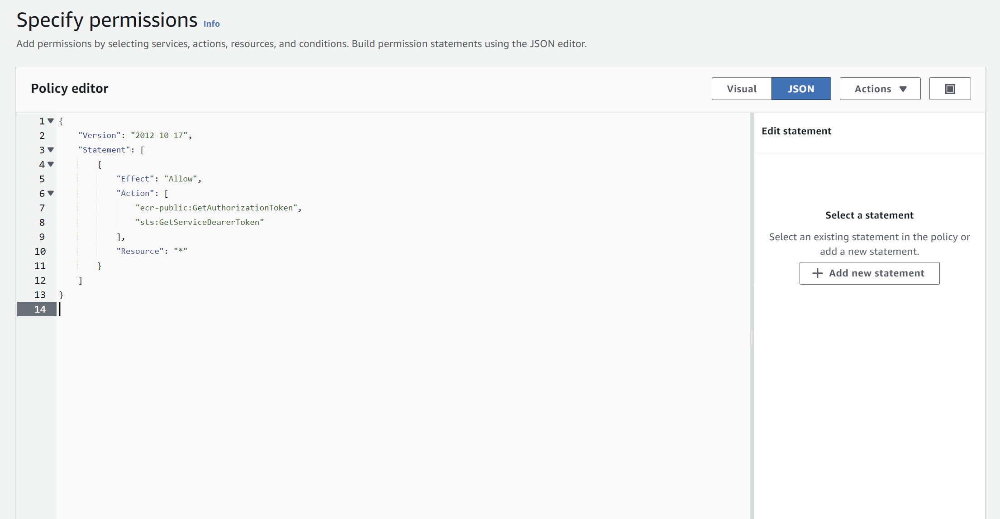 Specify permissions Info
Add permissions by selecting services, actions, resources, and conditions. Build permission statements using the JSON editor.
Policy editor
Visual JSON Actions
1 {
2     "Version": "2012-10-17",
3     "Statement": [
4         {
5             "Effect": "Allow",
6             "Action": [
7                 "ecr-public:GetAuthorizationToken",
8                 "sts:GetServiceBearerToken"
9             ],
10             "Resource": "*"
11         }
12     ]
13 }
14
Edit statement
Select a statement
Select an existing statement in the policy or
add a new statement.
Add new statement